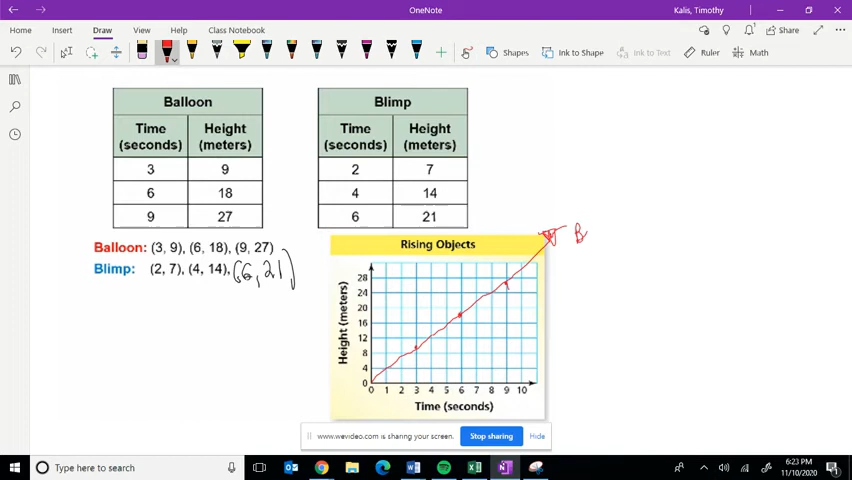 OneNote
Kalis, Timothy
Home Insert Draw History Review View Help Class Notebook
Share
Shapes Ink to Shape Ink to Text Ruler Math
Balloon
Time (seconds) Height (meters)
3 9
6 18
9 27
Blimp
Time (seconds) Height (meters)
2 7
4 14
6 21
Balloon: (3, 9), (6, 18), (9, 27)
Blimp: (2, 7), (4, 14), (6,21)
B
Rising Objects
Height (meters)
28
24
20
16
12
8
4
0
0 1 2 3 4 5 6 7 8 9 10
Time (seconds)
www.wevideo.com is sharing your screen. Stop sharing Hide
Type here to search
6:23 PM
11/10/2020